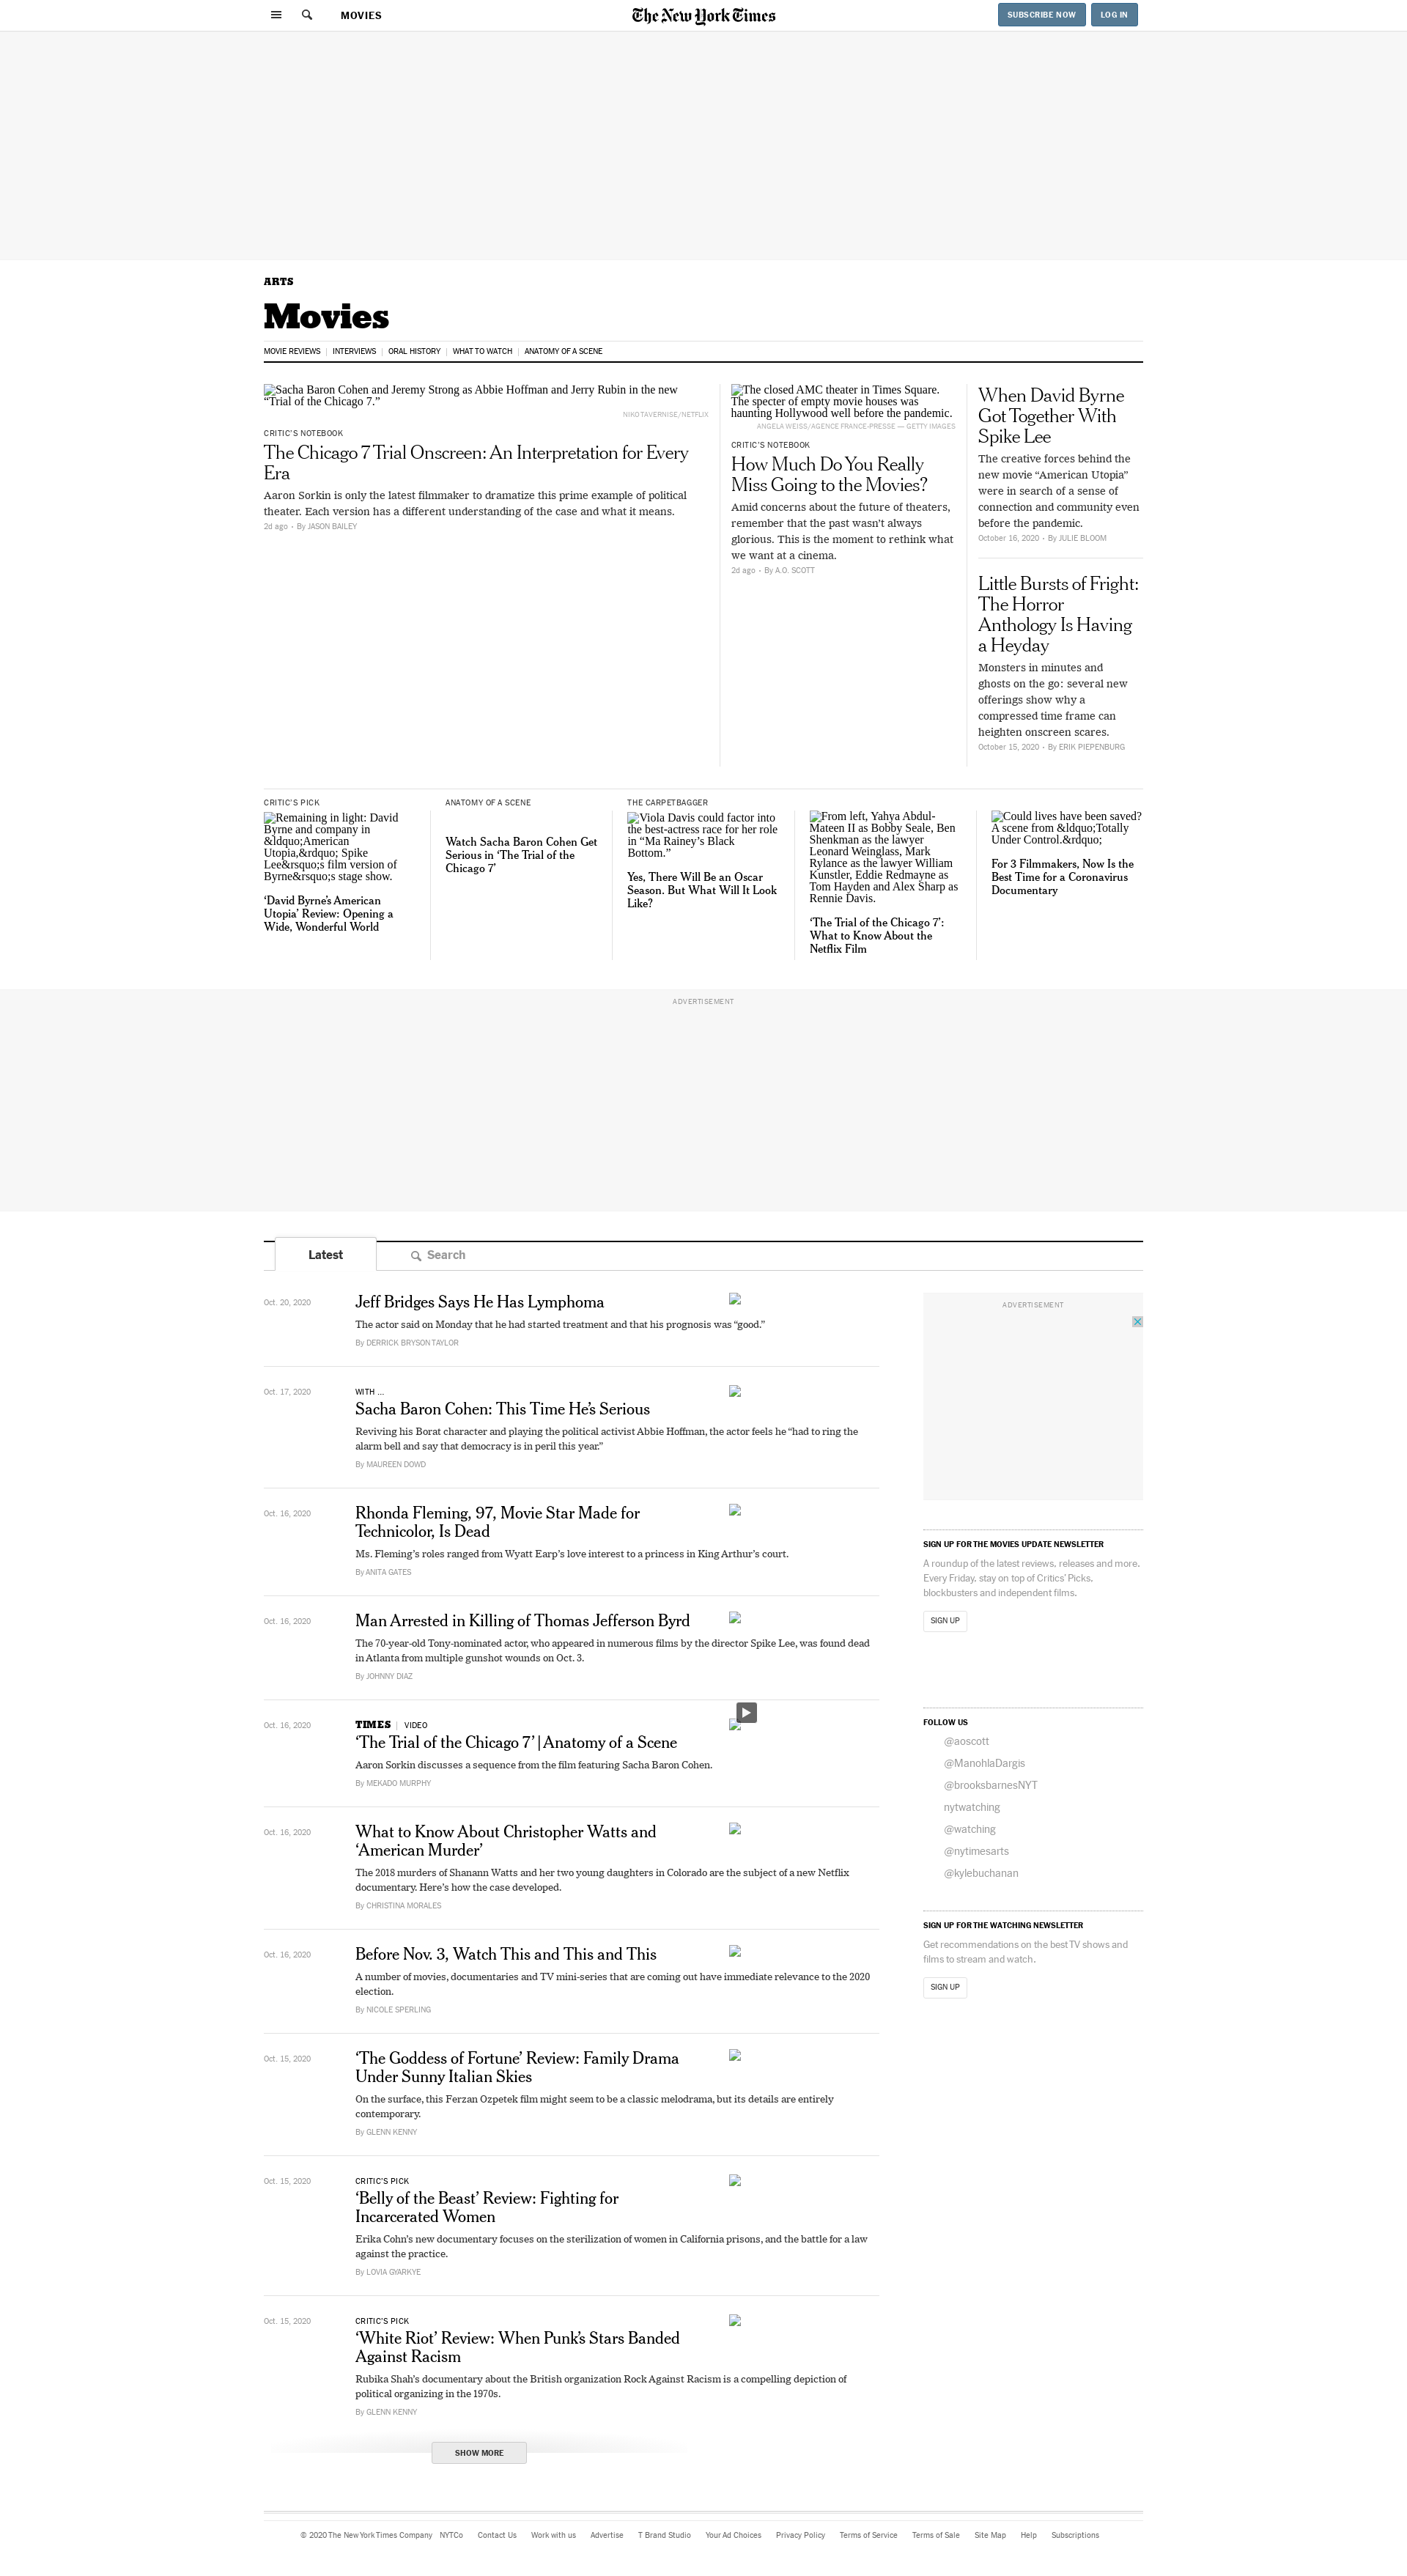 MOVIES
The New York Times
SUBSCRIBE NOW
LOG IN
ARTS
Movies
MOVIE REVIEWS
INTERVIEWS
ORAL HISTORY
WHAT TO WATCH
ANATOMY OF A SCENE
Sacha Baron Cohen and Jeremy Strong as Abbie Hoffman and Jerry Rubin in the new
“Trial of the Chicago 7.”
NIKO TAVERNISE/NETFLIX
CRITIC’S NOTEBOOK
The Chicago 7 Trial Onscreen: An Interpretation for Every
Era
Aaron Sorkin is only the latest filmmaker to dramatize this prime example of political
theater. Each version has a different understanding of the case and what it means.
2d ago • By JASON BAILEY
The closed AMC theater in Times Square.
The specter of empty movie houses was
haunting Hollywood well before the pandemic.
ANGELA WEISS/AGENCE FRANCE-PRESSE — GETTY IMAGES
CRITIC’S NOTEBOOK
How Much Do You Really
Miss Going to the Movies?
Amid concerns about the future of theaters,
remember that the past wasn’t always
glorious. This is the moment to rethink what
we want at a cinema.
2d ago • By A.O. SCOTT
When David Byrne
Got Together With
Spike Lee
The creative forces behind the
new movie “American Utopia”
were in search of a sense of
connection and community even
before the pandemic.
October 16, 2020 • By JULIE BLOOM
Little Bursts of Fright:
The Horror
Anthology Is Having
a Heyday
Monsters in minutes and
ghosts on the go: several new
offerings show why a
compressed time frame can
heighten onscreen scares.
October 15, 2020 • By ERIK PIEPENBURG
CRITIC’S PICK
Remaining in light: David
Byrne and company in
&ldquo;American
Utopia,&rdquo; Spike
Lee&rsquo;s film version of
Byrne&rsquo;s stage show.
‘David Byrne’s American
Utopia’ Review: Opening a
Wide, Wonderful World
ANATOMY OF A SCENE
Watch Sacha Baron Cohen Get
Serious in ‘The Trial of the
Chicago 7’
THE CARPETBAGGER
Viola Davis could factor into
the best-actress race for her role
in “Ma Rainey’s Black
Bottom.”
Yes, There Will Be an Oscar
Season. But What Will It Look
Like?
From left, Yahya Abdul-
Mateen II as Bobby Seale, Ben
Shenkman as the lawyer
Leonard Weinglass, Mark
Rylance as the lawyer William
Kunstler, Eddie Redmayne as
Tom Hayden and Alex Sharp as
Rennie Davis.
‘The Trial of the Chicago 7’:
What to Know About the
Netflix Film
Could lives have been saved?
A scene from &ldquo;Totally
Under Control.&rdquo;
For 3 Filmmakers, Now Is the
Best Time for a Coronavirus
Documentary
ADVERTISEMENT
Latest
Search
Oct. 20, 2020
Jeff Bridges Says He Has Lymphoma
The actor said on Monday that he had started treatment and that his prognosis was “good.”
By DERRICK BRYSON TAYLOR
Oct. 17, 2020
WITH ...
Sacha Baron Cohen: This Time He’s Serious
Reviving his Borat character and playing the political activist Abbie Hoffman, the actor feels he “had to ring the
alarm bell and say that democracy is in peril this year.”
By MAUREEN DOWD
Oct. 16, 2020
Rhonda Fleming, 97, Movie Star Made for
Technicolor, Is Dead
Ms. Fleming’s roles ranged from Wyatt Earp’s love interest to a princess in King Arthur’s court.
By ANITA GATES
Oct. 16, 2020
Man Arrested in Killing of Thomas Jefferson Byrd
The 70-year-old Tony-nominated actor, who appeared in numerous films by the director Spike Lee, was found dead
in Atlanta from multiple gunshot wounds on Oct. 3.
By JOHNNY DIAZ
Oct. 16, 2020
TIMES | VIDEO
‘The Trial of the Chicago 7’ | Anatomy of a Scene
Aaron Sorkin discusses a sequence from the film featuring Sacha Baron Cohen.
By MEKADO MURPHY
Oct. 16, 2020
What to Know About Christopher Watts and
‘American Murder’
The 2018 murders of Shanann Watts and her two young daughters in Colorado are the subject of a new Netflix
documentary. Here’s how the case developed.
By CHRISTINA MORALES
Oct. 16, 2020
Before Nov. 3, Watch This and This and This
A number of movies, documentaries and TV mini-series that are coming out have immediate relevance to the 2020
election.
By NICOLE SPERLING
Oct. 15, 2020
‘The Goddess of Fortune’ Review: Family Drama
Under Sunny Italian Skies
On the surface, this Ferzan Ozpetek film might seem to be a classic melodrama, but its details are entirely
contemporary.
By GLENN KENNY
Oct. 15, 2020
CRITIC’S PICK
‘Belly of the Beast’ Review: Fighting for
Incarcerated Women
Erika Cohn’s new documentary focuses on the sterilization of women in California prisons, and the battle for a law
against the practice.
By LOVIA GYARKYE
Oct. 15, 2020
CRITIC’S PICK
‘White Riot’ Review: When Punk’s Stars Banded
Against Racism
Rubika Shah’s documentary about the British organization Rock Against Racism is a compelling depiction of
political organizing in the 1970s.
By GLENN KENNY
SHOW MORE
ADVERTISEMENT
SIGN UP FOR THE MOVIES UPDATE NEWSLETTER
A roundup of the latest reviews, releases and more.
Every Friday, stay on top of Critics’ Picks,
blockbusters and independent films.
SIGN UP
FOLLOW US
@aoscott
@ManohlaDargis
@brooksbarnesNYT
nytwatching
@watching
@nytimesarts
@kylebuchanan
SIGN UP FOR THE WATCHING NEWSLETTER
Get recommendations on the best TV shows and
films to stream and watch.
SIGN UP
© 2020 The New York Times Company NYTCo Contact Us Work with us Advertise T Brand Studio Your Ad Choices Privacy Policy Terms of Service Terms of Sale Site Map Help Subscriptions